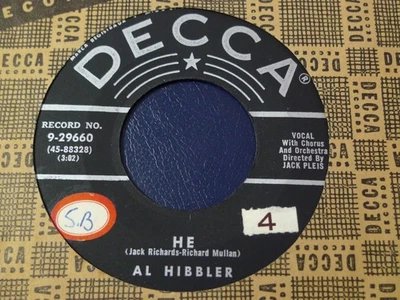 DECCA
RECORD NO.
9-29660
(45-88328)
(3:02)
VOCAL
With Chorus
And Orchestra
Directed By
JACK PLEIS
S.B
4
HE
(Jack Richards-Richard Mullan)
AL HIBBLER
DECCA
DECCA
DECCA
DECCA